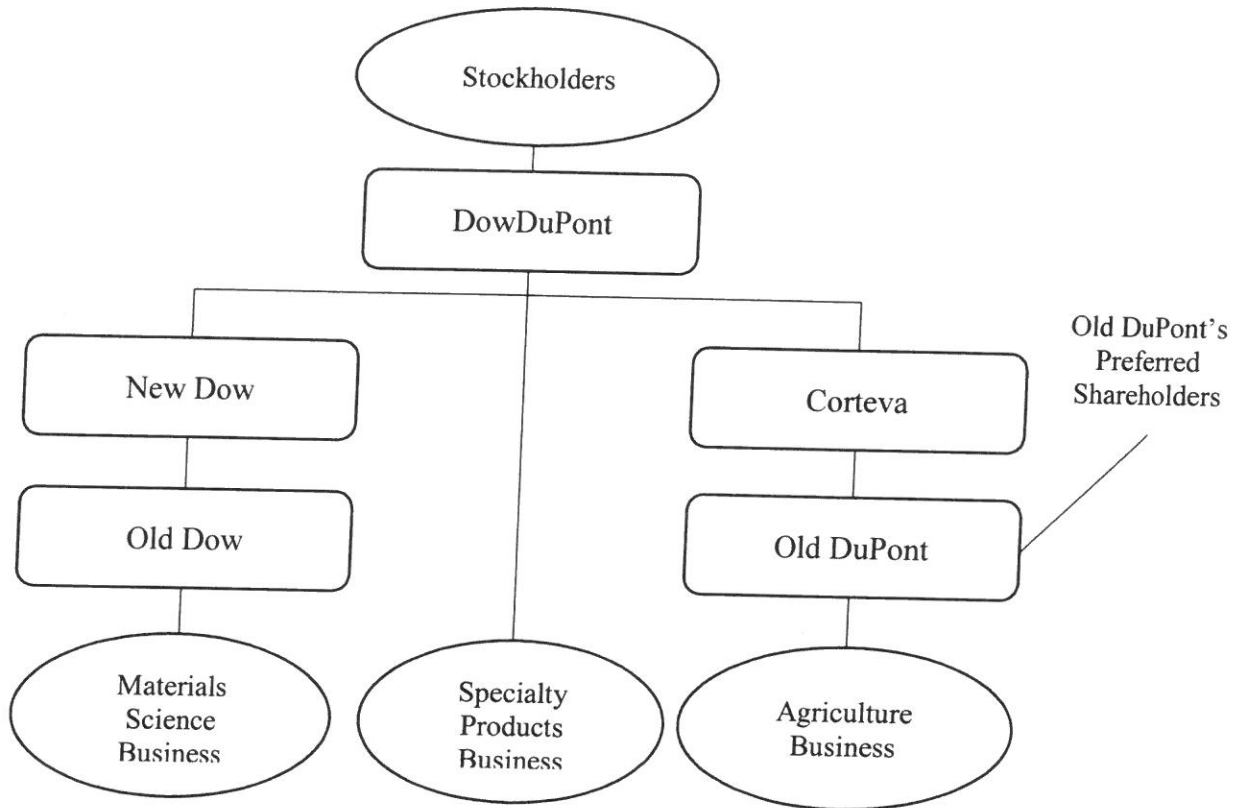 Stockholders
DowDuPont
Old DuPont's
Preferred
Shareholders
New Dow
Corteva
Old Dow
Old DuPont
Materials
Science
Business
Specialty
Products
Business
Agriculture
Business